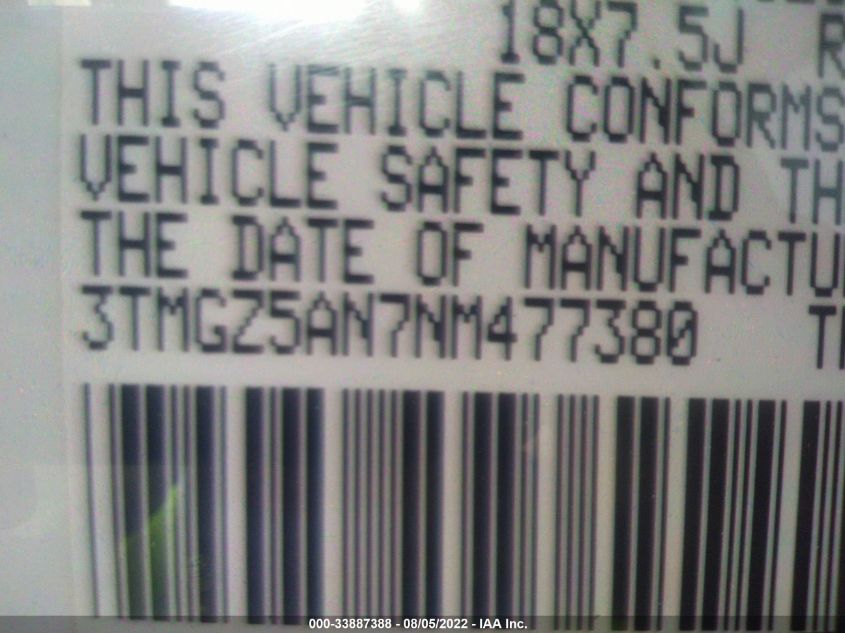 18X7.5J R
THIS VEHICLE CONFORMS
VEHICLE SAFETY AND TH
THE DATE OF MANUFACTU
3TMGZ5AN7NM477380 T
000-33887388 - 08/05/2022 - IAA Inc.